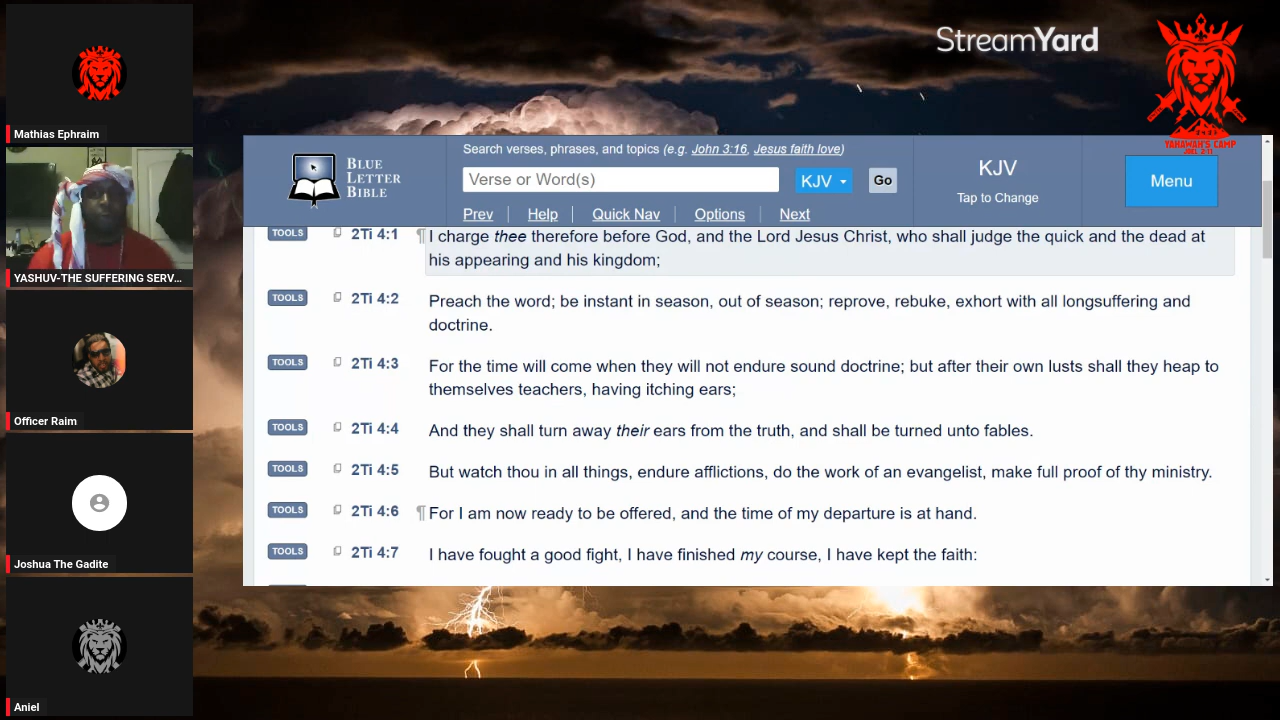 StreamYard
YAHAWAH'S CAMP
JOEL 2:11
Mathias Ephraim
YASHUV-THE SUFFERING SERV...
Officer Raim
Joshua The Gadite
Aniel
BLUE
LETTER
BIBLE
Search verses, phrases, and topics (e.g. John 3:16, Jesus faith love)
Verse or Word(s)
KJV
Go
Prev
Help
Quick Nav
Options
Next
KJV
Tap to Change
Menu
TOOLS 2Ti 4:1 ¶ I charge thee therefore before God, and the Lord Jesus Christ, who shall judge the quick and the dead at
his appearing and his kingdom;
TOOLS 2Ti 4:2 Preach the word; be instant in season, out of season; reprove, rebuke, exhort with all longsuffering and
doctrine.
TOOLS 2Ti 4:3 For the time will come when they will not endure sound doctrine; but after their own lusts shall they heap to
themselves teachers, having itching ears;
TOOLS 2Ti 4:4 And they shall turn away their ears from the truth, and shall be turned unto fables.
TOOLS 2Ti 4:5 But watch thou in all things, endure afflictions, do the work of an evangelist, make full proof of thy ministry.
TOOLS 2Ti 4:6 ¶ For I am now ready to be offered, and the time of my departure is at hand.
TOOLS 2Ti 4:7 I have fought a good fight, I have finished my course, I have kept the faith: